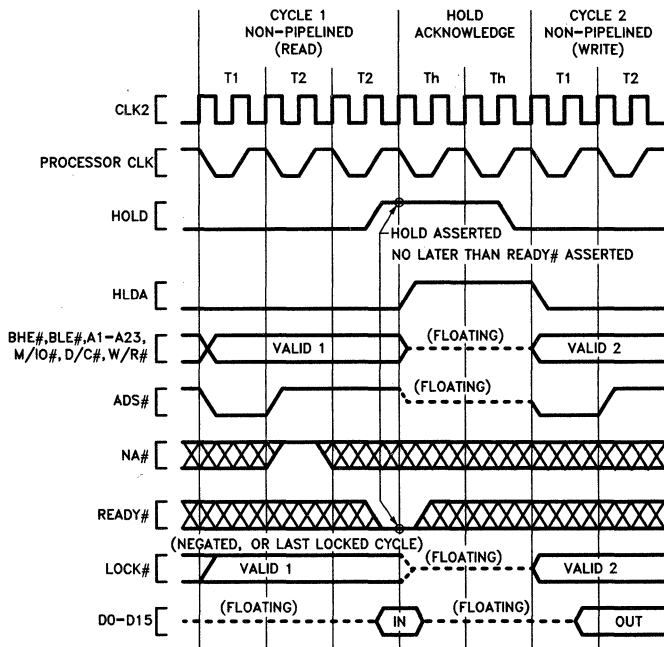 CYCLE 1
NON-PIPELINED
(READ)
HOLD
ACKNOWLEDGE
CYCLE 2
NON-PIPELINED
(WRITE)
T1 T2 T2 Th Th T1 T2
CLK2
PROCESSOR CLK
HOLD
HOLD ASSERTED
NO LATER THAN READY# ASSERTED
HLDA
BHE#,BLE#,A1-A23,
M/IO#,D/C#,W/R#
VALID 1 (FLOATING) VALID 2
ADS# (FLOATING)
NA#
READY#
(NEGATED, OR LAST LOCKED CYCLE)
LOCK# VALID 1 (FLOATING) VALID 2
D0-D15 (FLOATING) IN (FLOATING) OUT